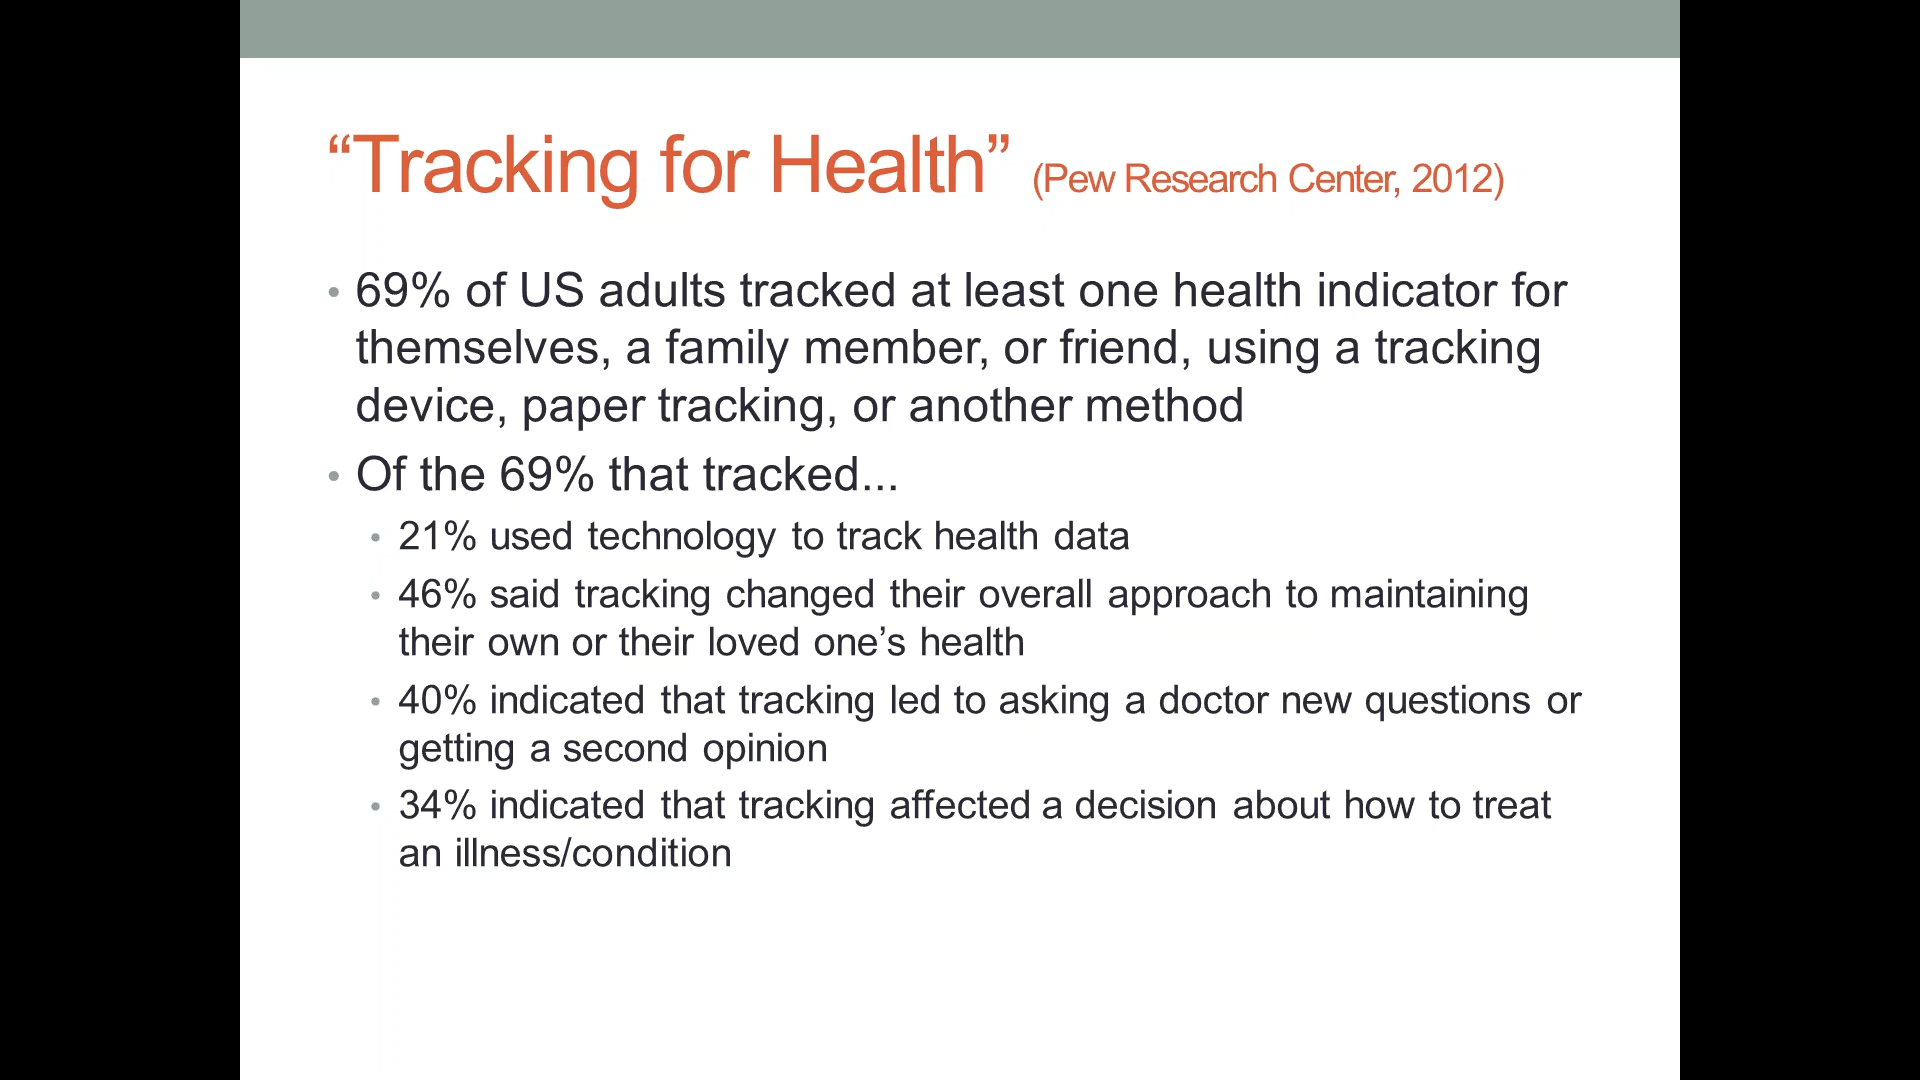 “Tracking for Health” (Pew Research Center, 2012)
• 69% of US adults tracked at least one health indicator for
themselves, a family member, or friend, using a tracking
device, paper tracking, or another method
• Of the 69% that tracked...
• 21% used technology to track health data
• 46% said tracking changed their overall approach to maintaining
their own or their loved one’s health
• 40% indicated that tracking led to asking a doctor new questions or
getting a second opinion
• 34% indicated that tracking affected a decision about how to treat
an illness/condition